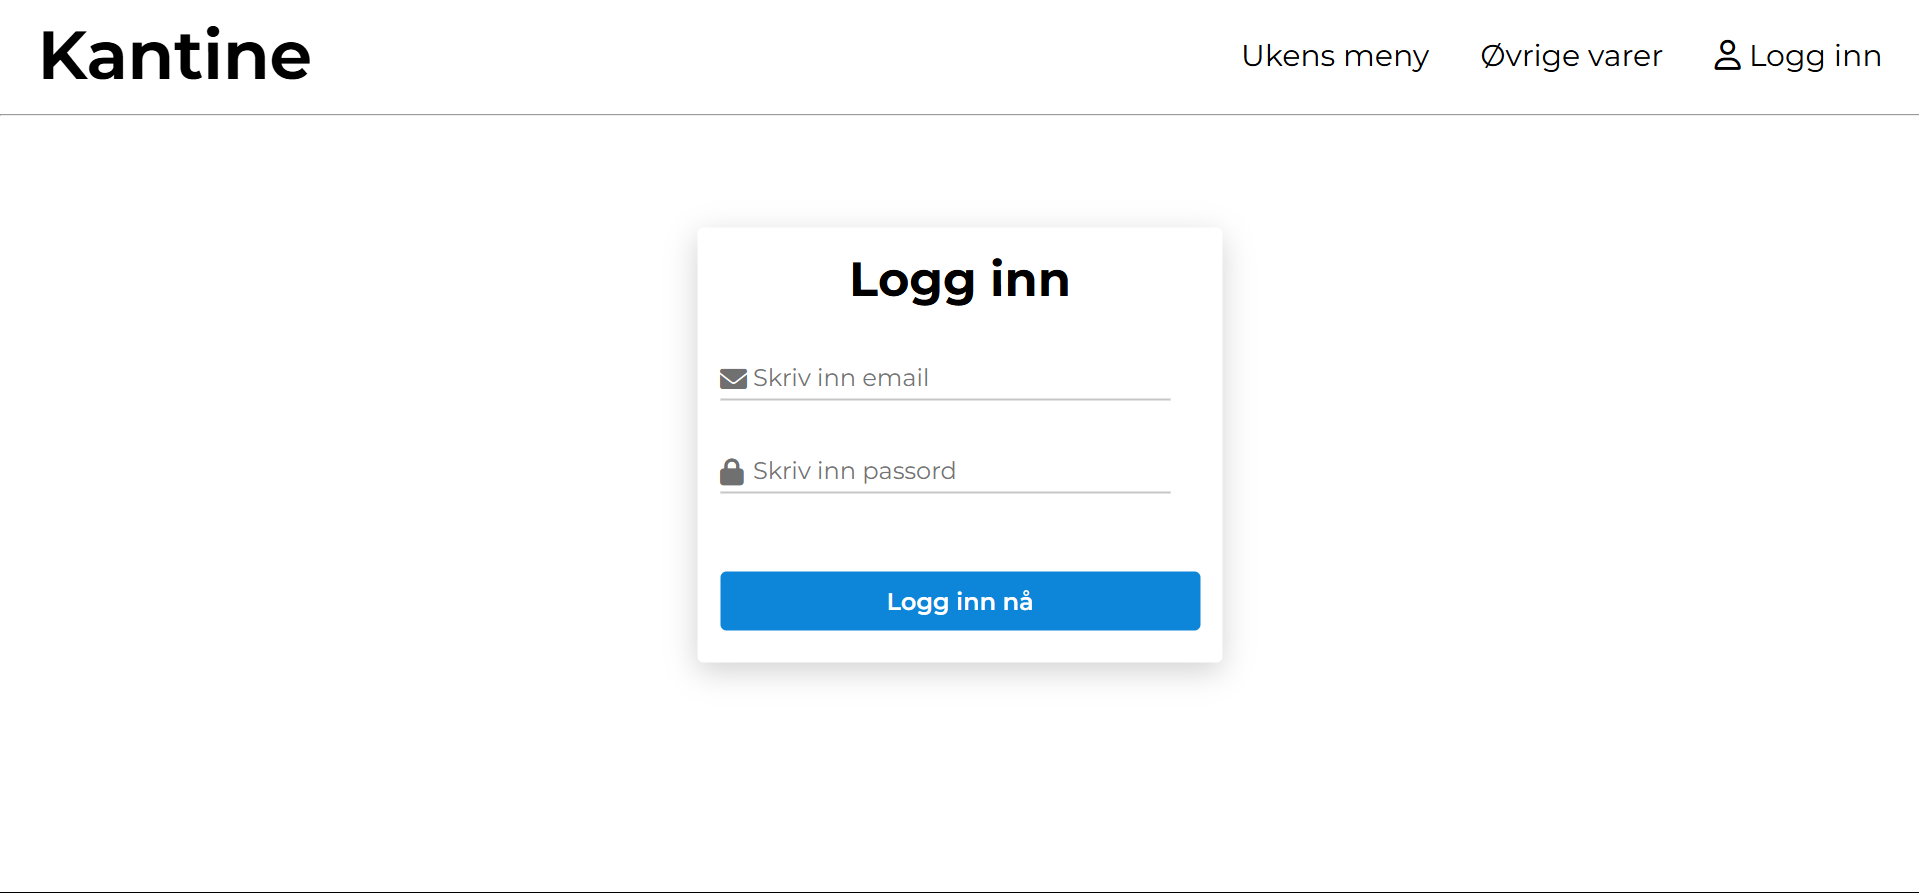 Kantine
Ukens meny
Øvrige varer
Logg inn
Logg inn
Skriv inn email
Skriv inn passord
Logg inn nå